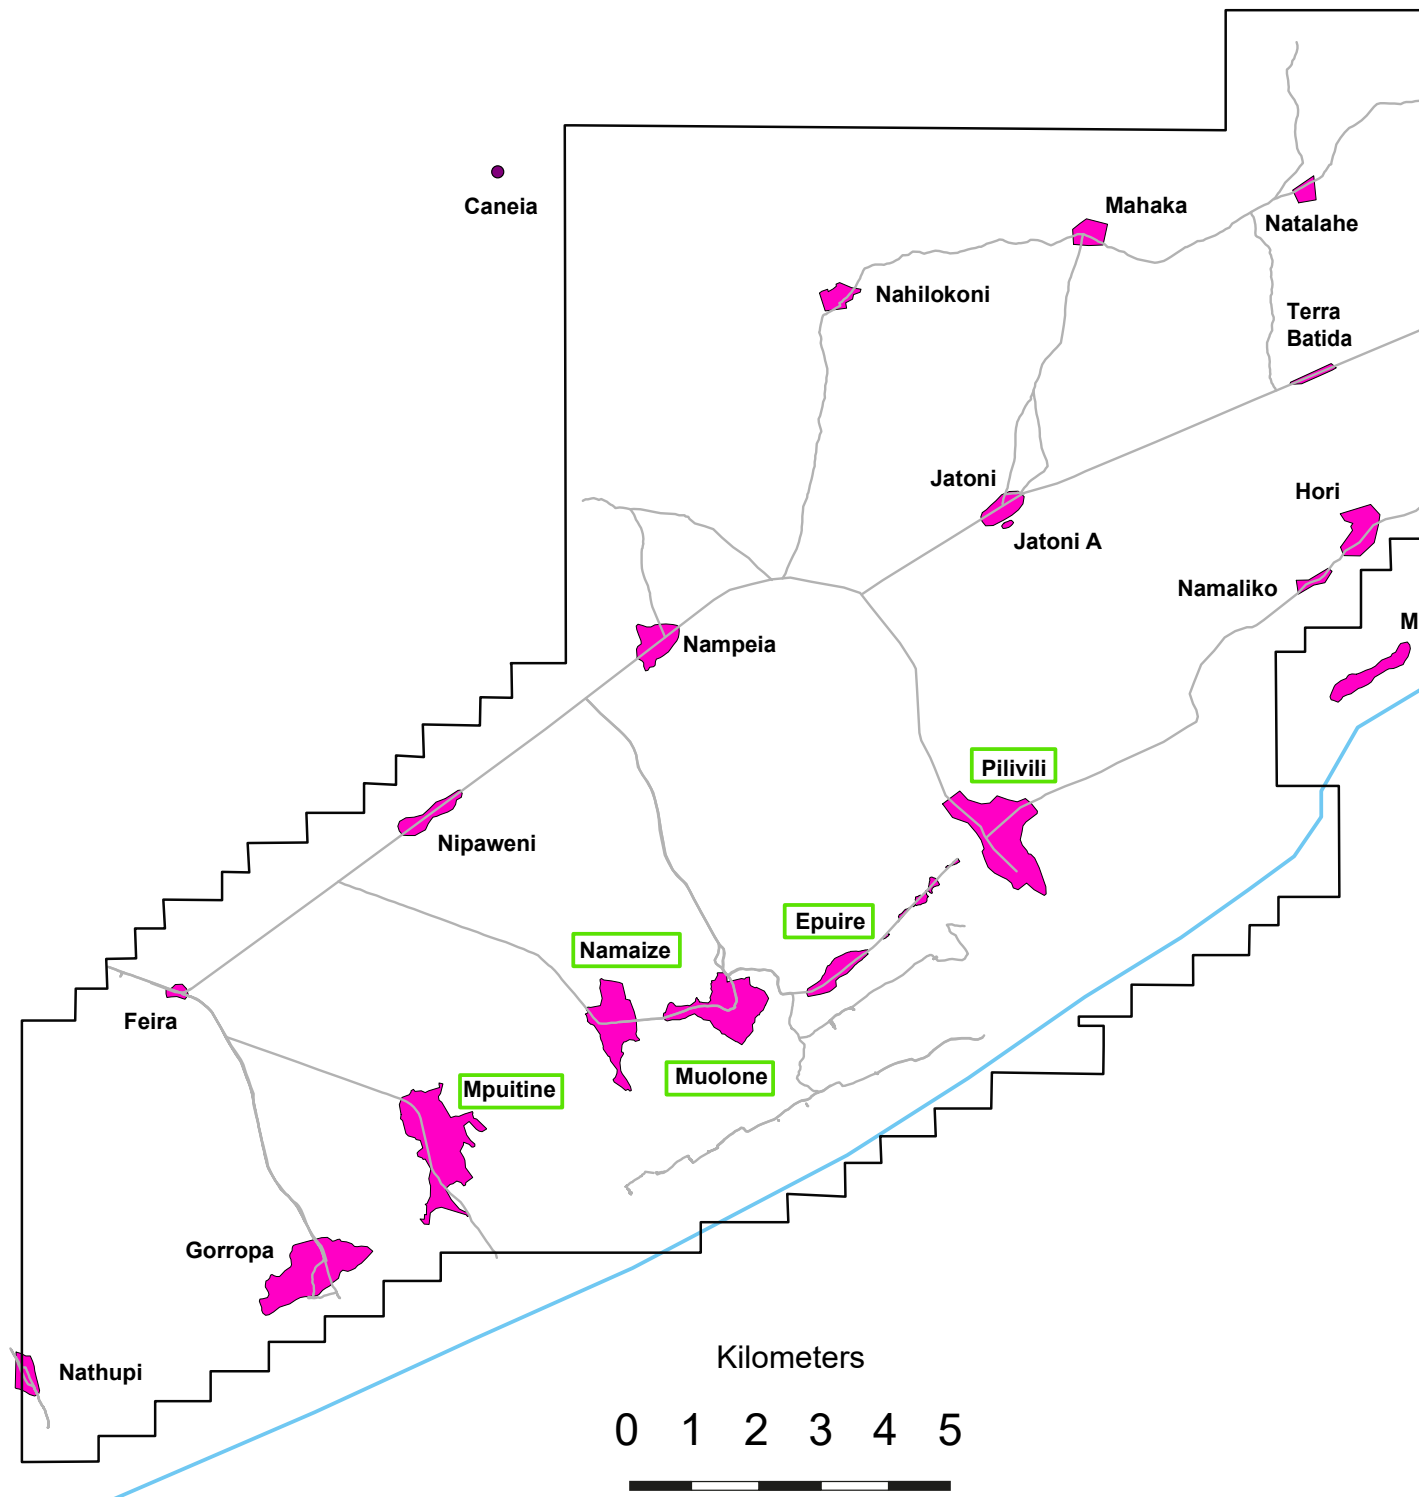 Caneia
Mahaka
Natalahe
Nahilokoni
Terra
Batida
Jatoni
Hori
Jatoni A
Namaliko
M
Nampeia
Pilivili
Nipaweni
Epuire
Namaize
Feira
Muolone
Mpuitine
Gorropa
Nathupi
Kilometers
0 1 2 3 4 5